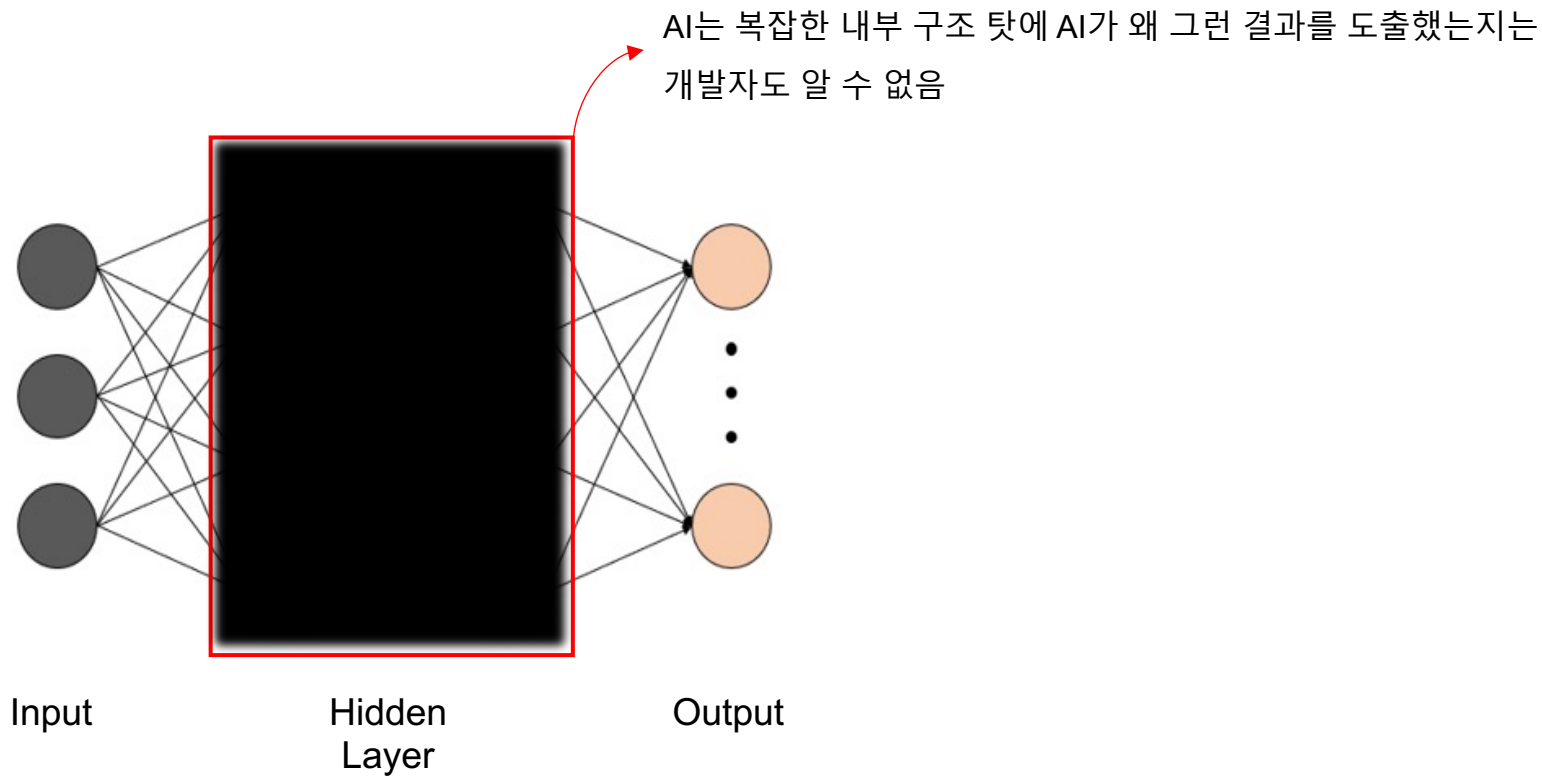 AI는 복잡한 내부 구조 탓에 AI가 왜 그런 결과를 도출했는지는
개발자도 알 수 없음
Input
Hidden
Layer
Output